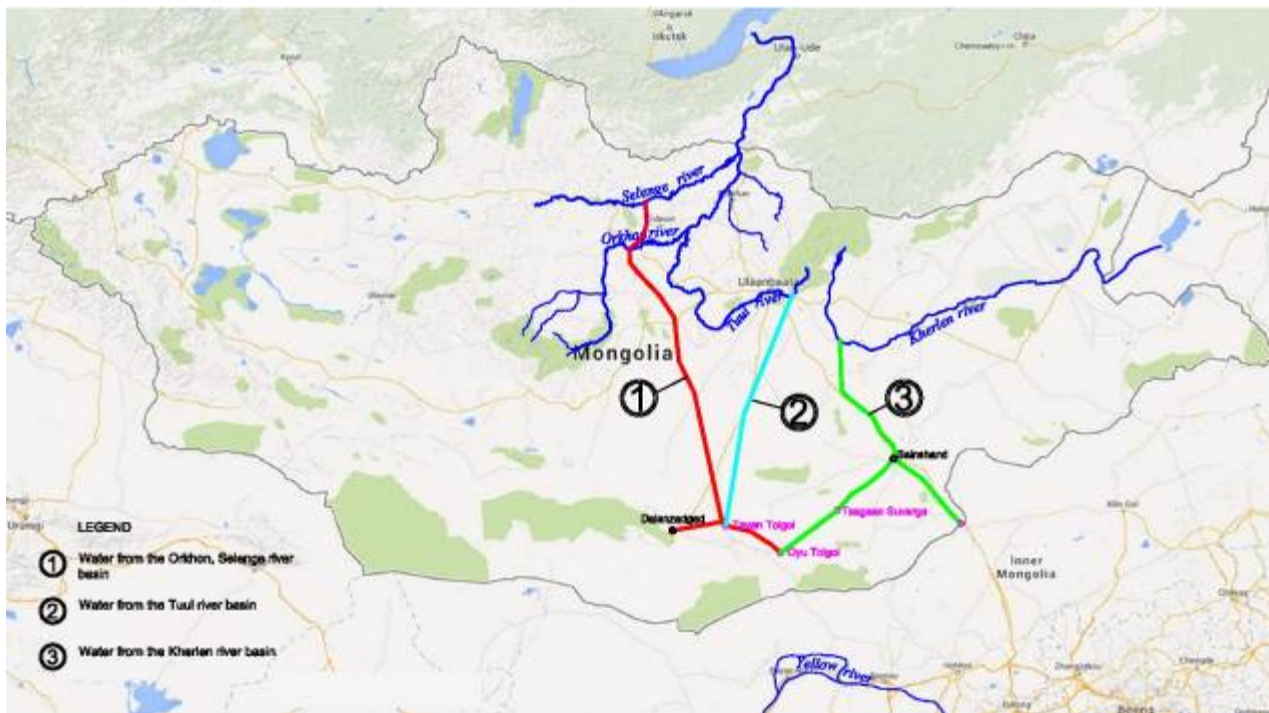 Irkutsk
Ulan-Ude
Chita
Selenge river
Orkhon river
Ulaanbaatar
Tuul river
Kherlen river
Mongolia
1
2
3
Sainshand
Dalanzadgad
Tavan Tolgoi
Tsagaan Suvarga
Oyu Tolgoi
Inner
Mongolia
Yellow river
Beijing
LEGEND
1 Water from the Orkhon, Selenge river
basin
2 Water from the Tuul river basin
3 Water from the Kherlen river basin